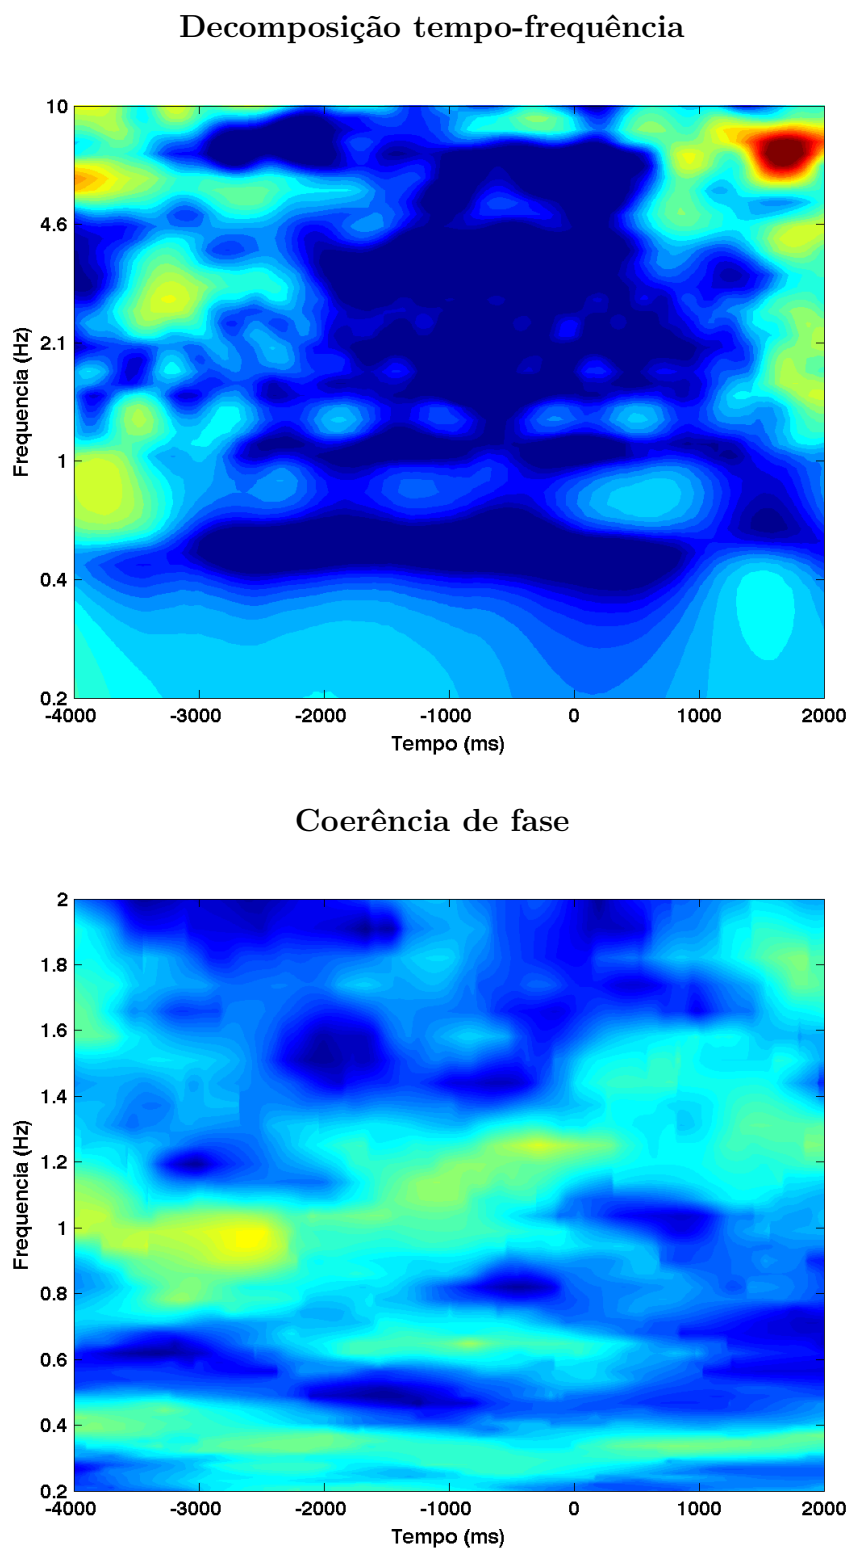 Decomposição tempo-frequência
10
4.6
2.1
1
0.4
0.2
Frequencia (Hz)
-4000 -3000 -2000 -1000 0 1000 2000
Tempo (ms)
Coerência de fase
2
1.8
1.6
1.4
1.2
1
0.8
0.6
0.4
0.2
Frequencia (Hz)
-4000 -3000 -2000 -1000 0 1000 2000
Tempo (ms)